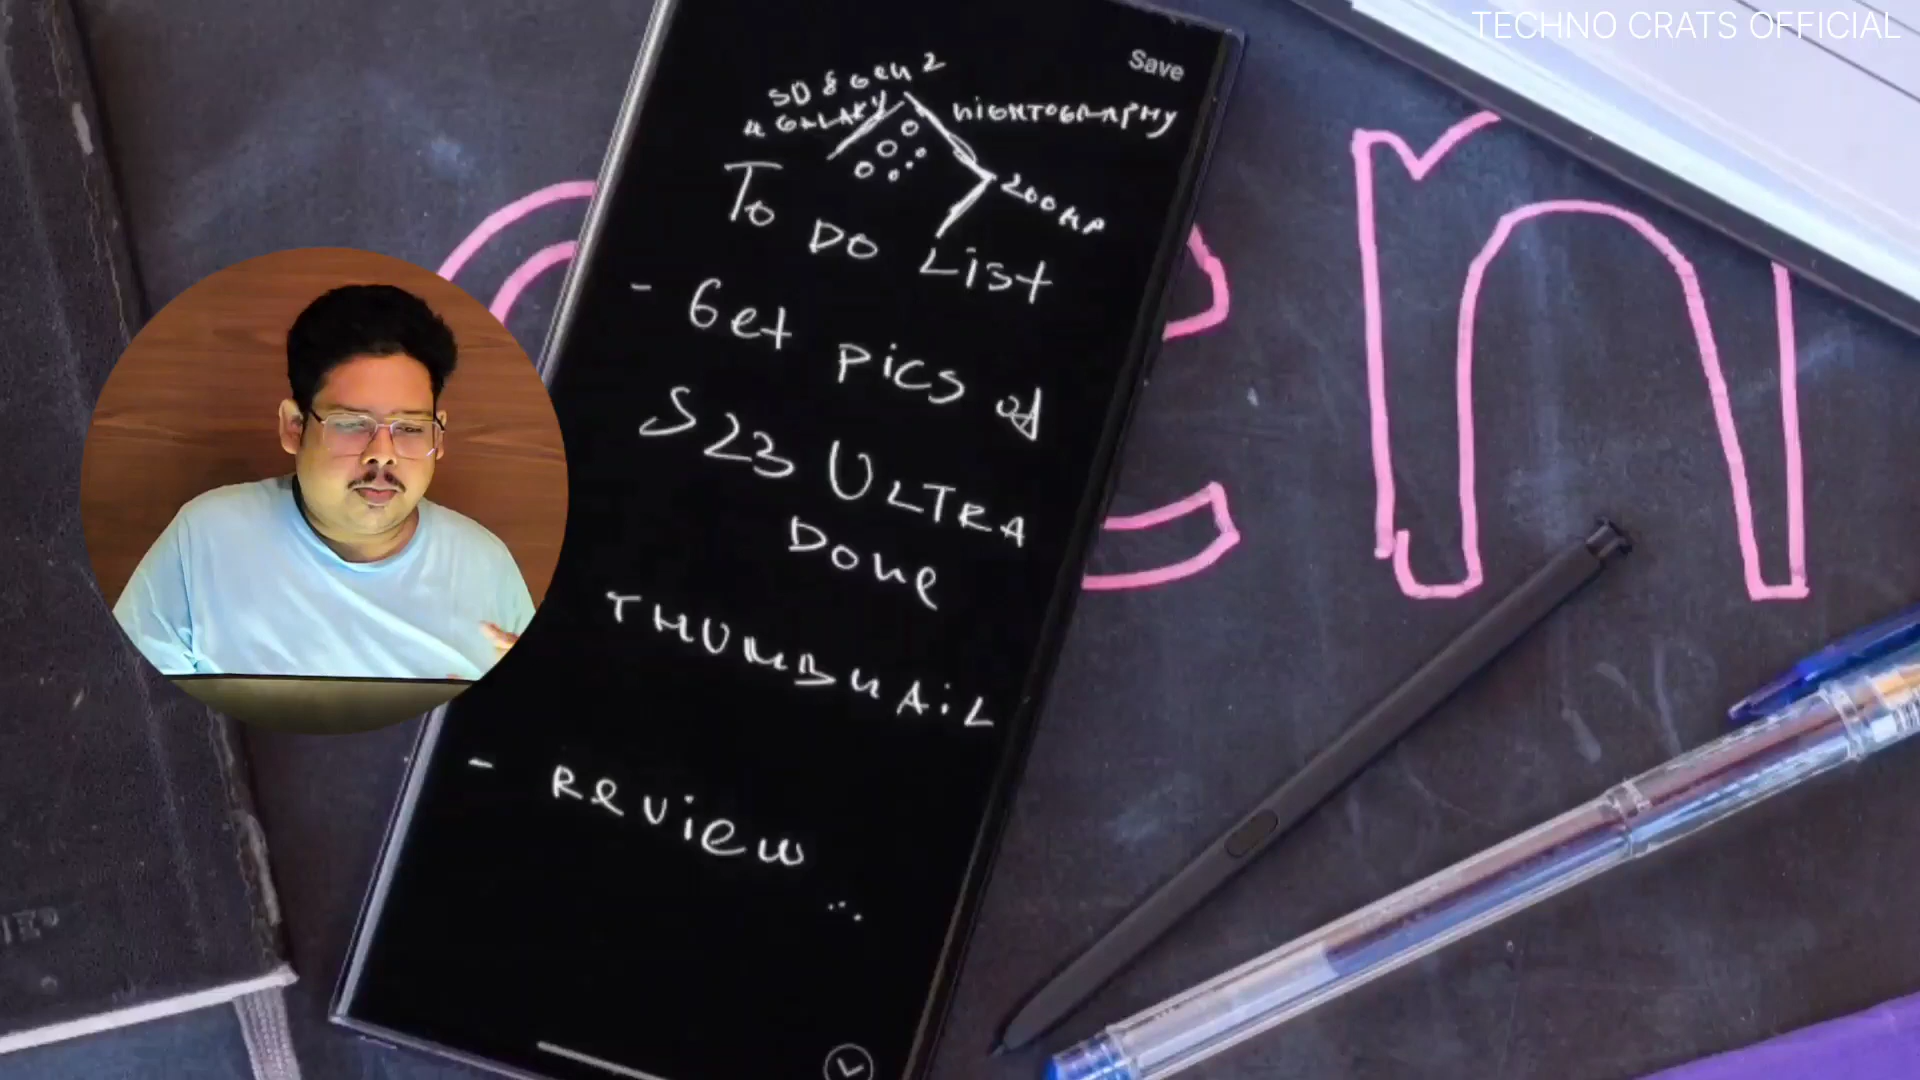 TECHNO CRATS OFFICIAL
Save
SD 8 Gen 2
4 GALAXY
NIGHTOGRAPHY
200MP
To DO List
- Get pics of
S23 ULTRA
Done
THUMBNAiL
- Review
...
en